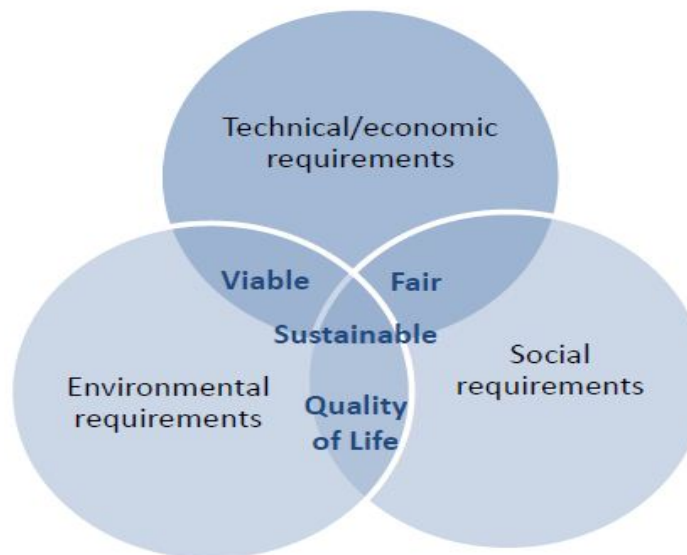 Technical/economic
requirements
Viable
Fair
Sustainable
Social
requirements
Environmental
requirements
Quality
of Life